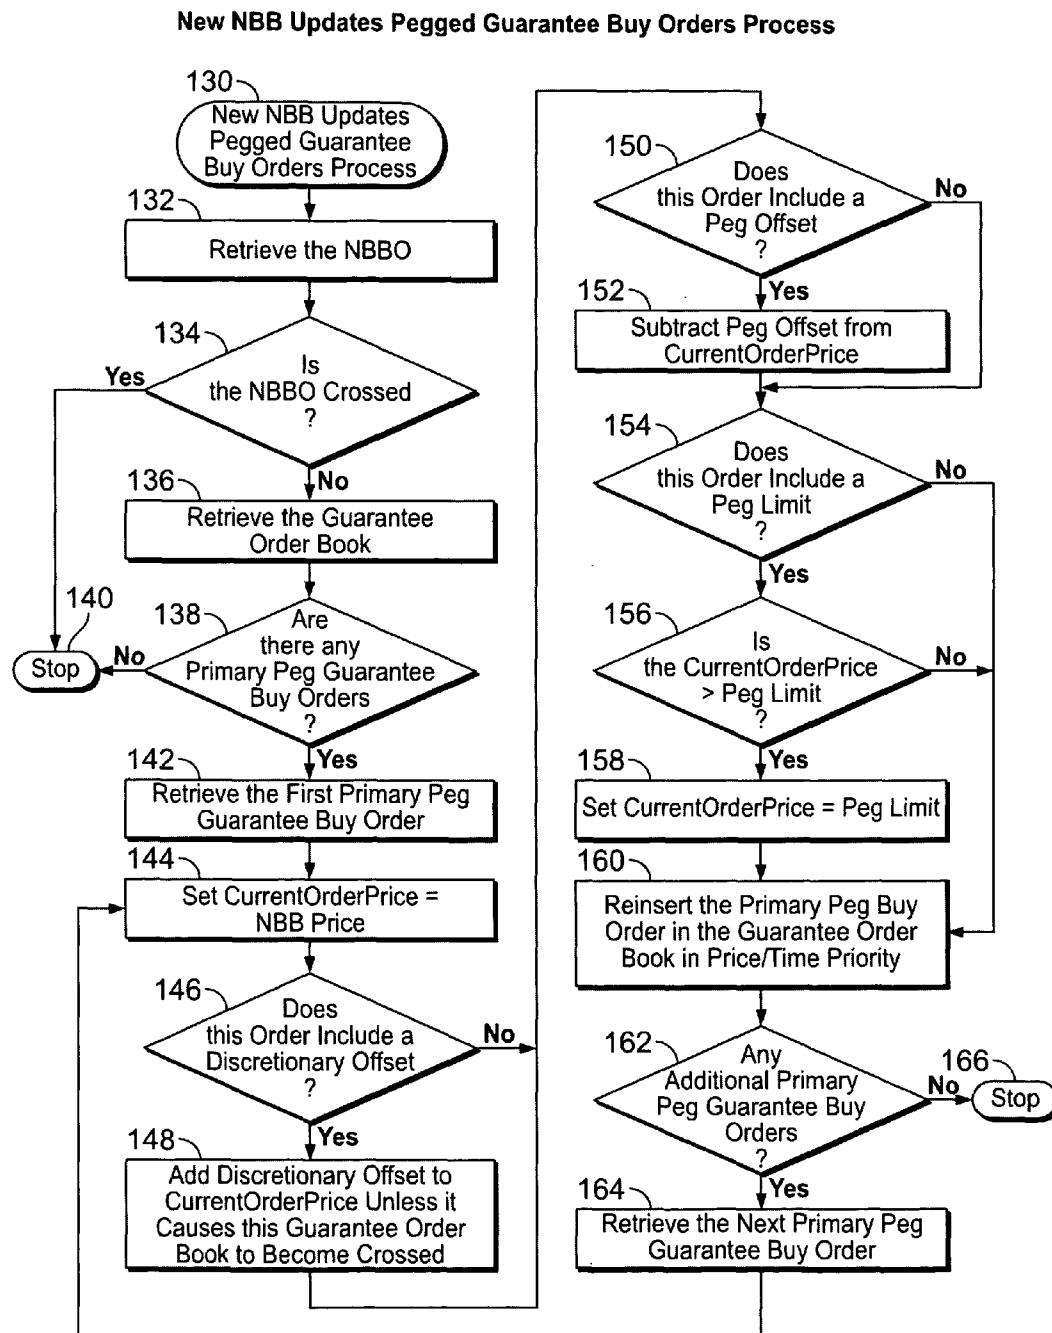 New NBB Updates Pegged Guarantee Buy Orders Process
130
New NBB Updates
Pegged Guarantee
Buy Orders Process
132
Retrieve the NBBO
134
Is
the NBBO Crossed
?
Yes
No
136
Retrieve the Guarantee
Order Book
138
Are
there any
Primary Peg Guarantee
Buy Orders
?
140
Stop
No
Yes
142
Retrieve the First Primary Peg
Guarantee Buy Order
144
Set CurrentOrderPrice =
NBB Price
146
Does
this Order Include a
Discretionary Offset
?
No
Yes
148
Add Discretionary Offset to
CurrentOrderPrice Unless it
Causes this Guarantee Order
Book to Become Crossed
150
Does
this Order Include a
Peg Offset
?
No
Yes
152
Subtract Peg Offset from
CurrentOrderPrice
154
Does
this Order Include a
Peg Limit
?
No
Yes
156
Is
the CurrentOrderPrice
> Peg Limit
?
No
Yes
158
Set CurrentOrderPrice = Peg Limit
160
Reinsert the Primary Peg Buy
Order in the Guarantee Order
Book in Price/Time Priority
162
Any
Additional Primary
Peg Guarantee Buy
Orders
?
No
166
Stop
Yes
164
Retrieve the Next Primary Peg
Guarantee Buy Order